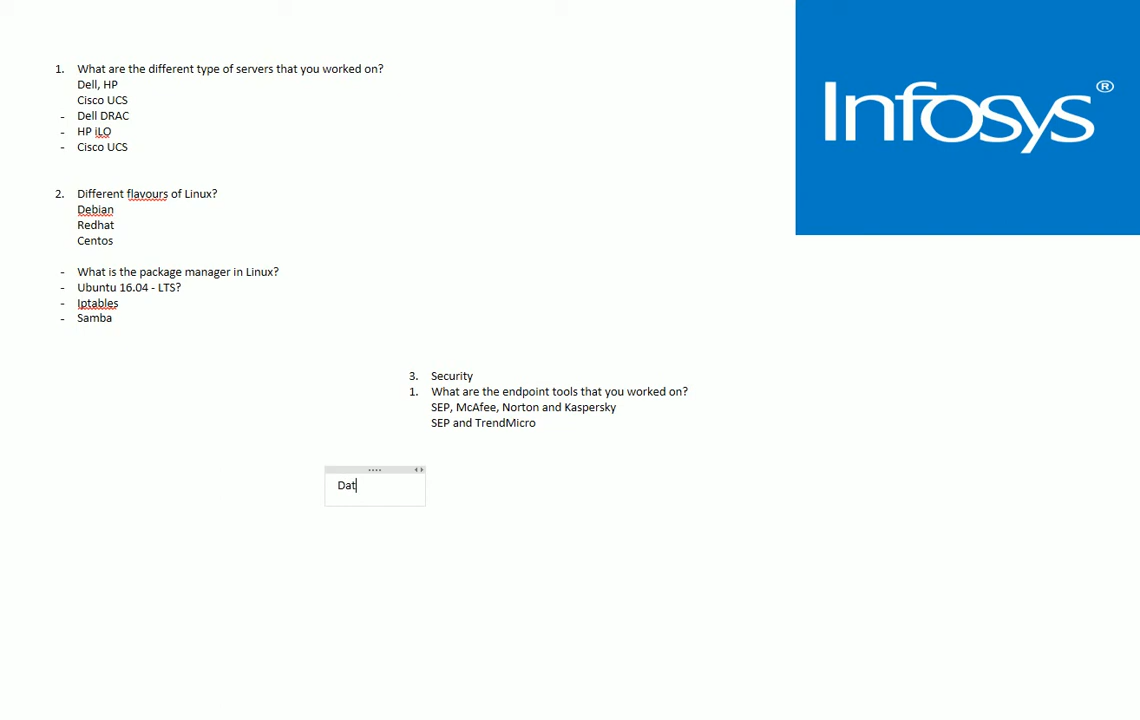 1. What are the different type of servers that you worked on?
Dell, HP
Cisco UCS
- Dell DRAC
- HP iLO
- Cisco UCS
Infosys®
2. Different flavours of Linux?
Debian
Redhat
Centos
- What is the package manager in Linux?
- Ubuntu 16.04 - LTS?
- Iptables
- Samba
3. Security
1. What are the endpoint tools that you worked on?
SEP, McAfee, Norton and Kaspersky
SEP and TrendMicro
Dat